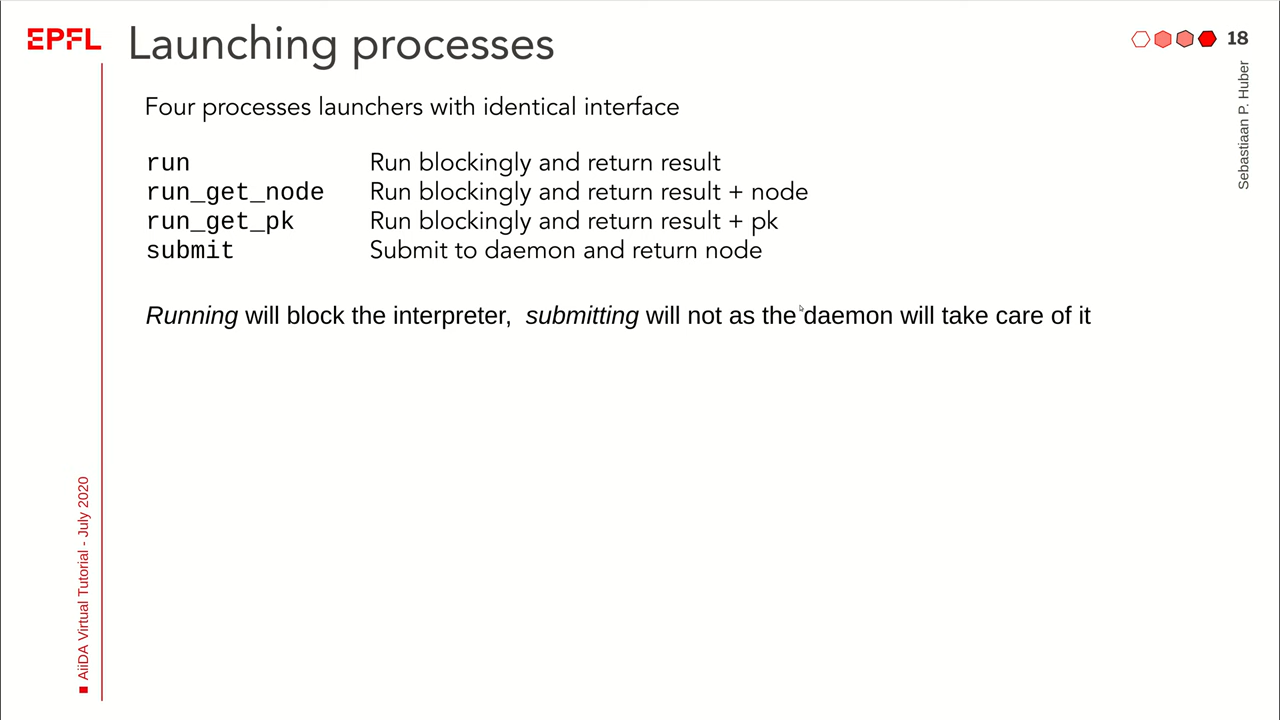 EPFL
Launching processes
18
Sebastiaan P. Huber
Four processes launchers with identical interface
run Run blockingly and return result
run_get_node Run blockingly and return result + node
run_get_pk Run blockingly and return result + pk
submit Submit to daemon and return node
Running will block the interpreter, submitting will not as the daemon will take care of it
AiiDA Virtual Tutorial - July 2020